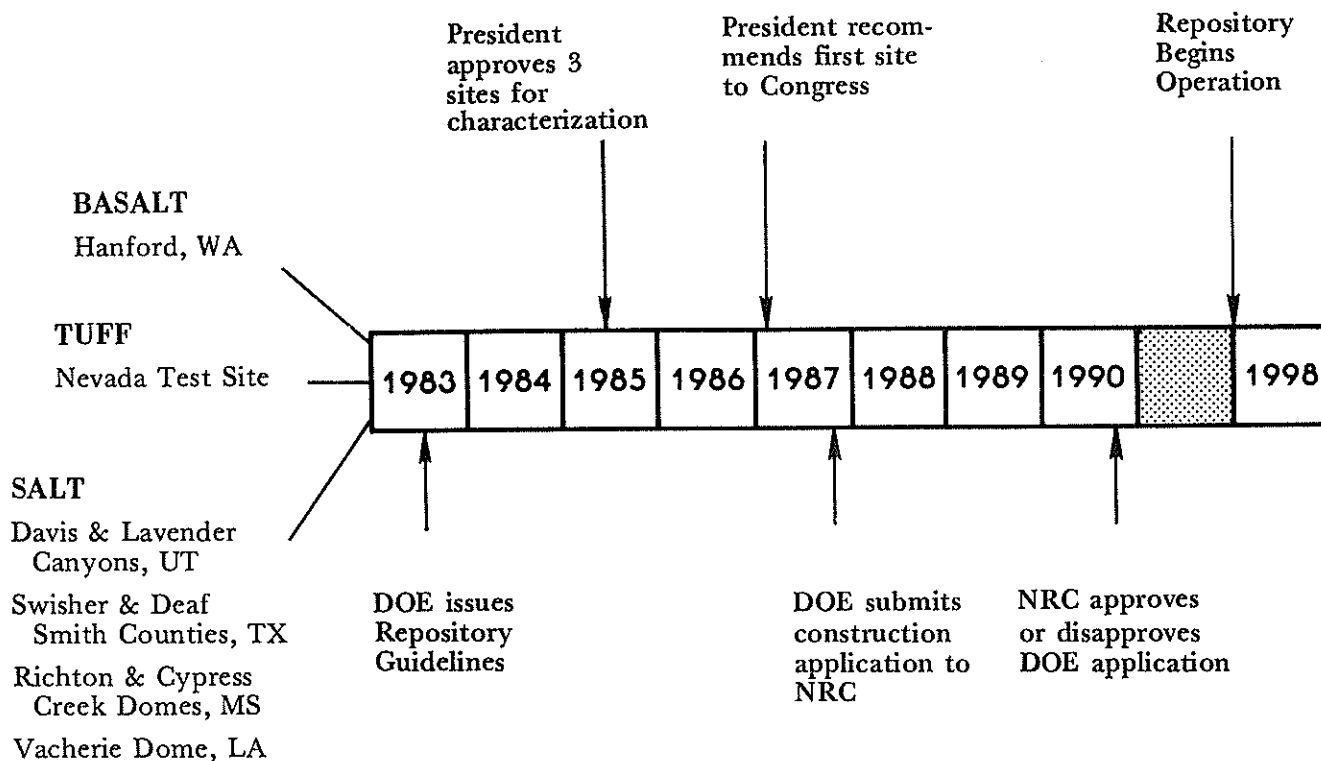 President
approves 3
sites for
characterization
President recom-
mends first site
to Congress
Repository
Begins
Operation
BASALT
Hanford, WA
TUFF
Nevada Test Site
SALT
Davis & Lavender
Canyons, UT
Swisher & Deaf
Smith Counties, TX
Richton & Cypress
Creek Domes, MS
Vacherie Dome, LA
1983 1984 1985 1986 1987 1988 1989 1990 1998
DOE issues
Repository
Guidelines
DOE submits
construction
application to
NRC
NRC approves
or disapproves
DOE application